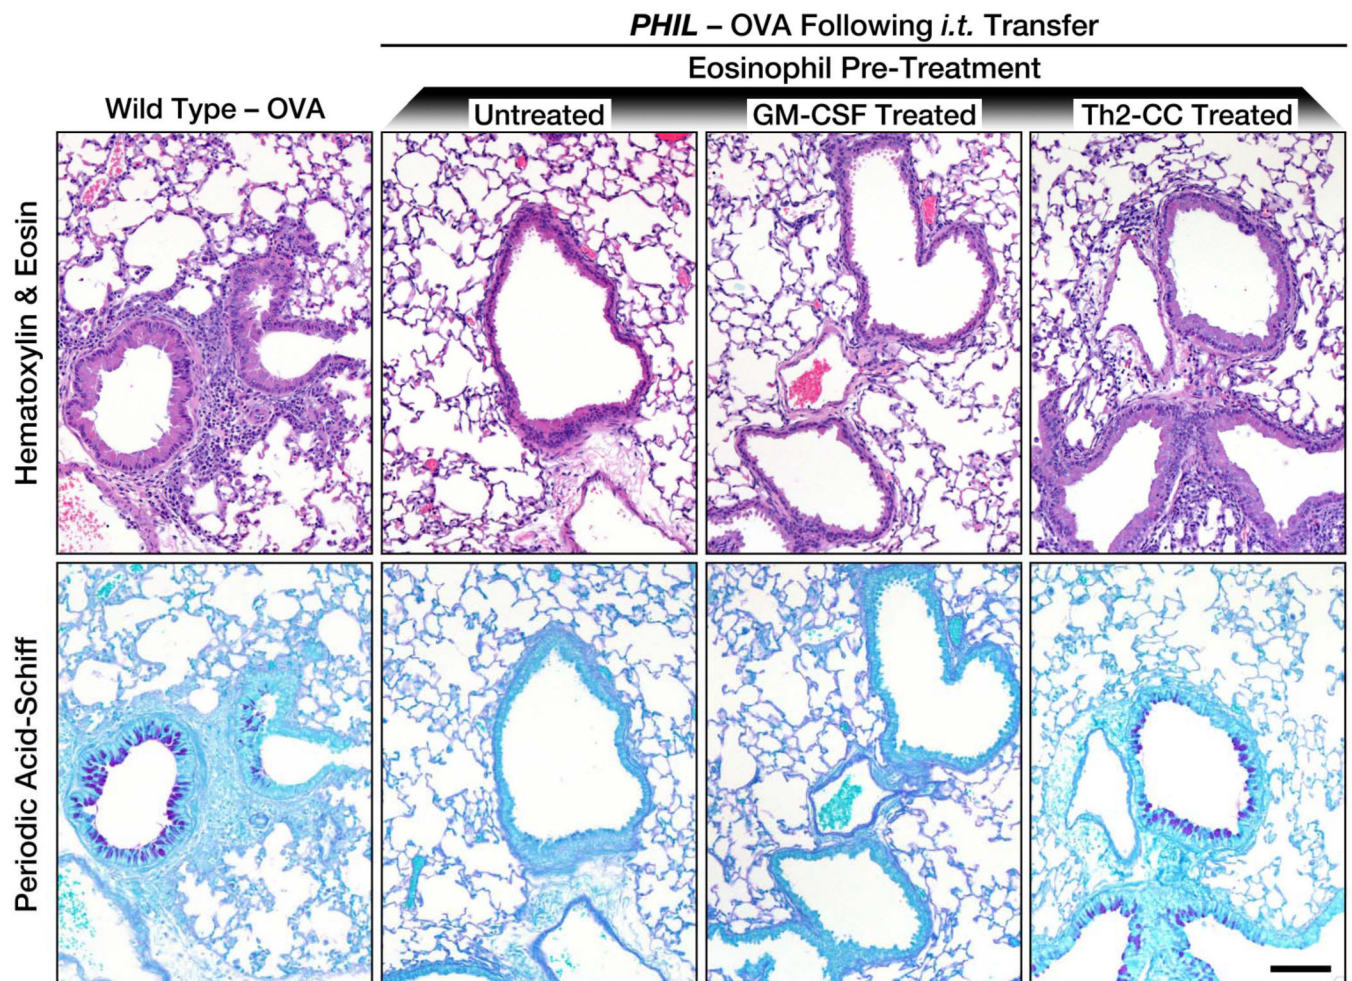 PHIL – OVA Following i.t. Transfer
Eosinophil Pre-Treatment
Wild Type – OVA
Untreated
GM-CSF Treated
Th2-CC Treated
Hematoxylin & Eosin
Periodic Acid-Schiff